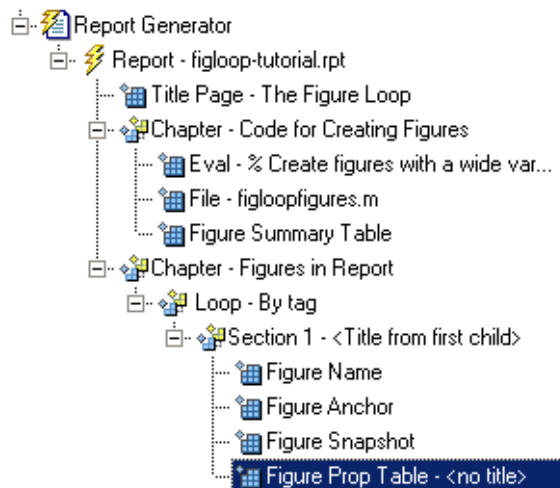 Report Generator
Report - figloop-tutorial.rpt
Title Page - The Figure Loop
Chapter - Code for Creating Figures
Eval - % Create figures with a wide var...
File - figloopfigures.m
Figure Summary Table
Chapter - Figures in Report
Loop - By tag
Section 1 - <Title from first child>
Figure Name
Figure Anchor
Figure Snapshot
Figure Prop Table - <no title>